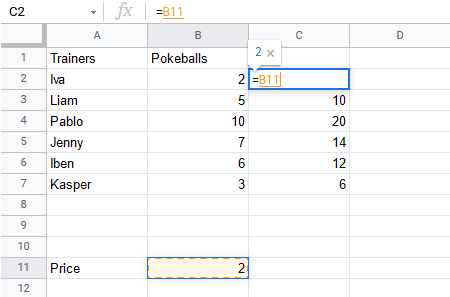 C2 fx =B11
A B C D
1 Trainers Pokeballs 2 ×
2 Iva 2 =B11
3 Liam 5 10
4 Pablo 10 20
5 Jenny 7 14
6 Iben 6 12
7 Kasper 3 6
8
9
10
11 Price 2
12